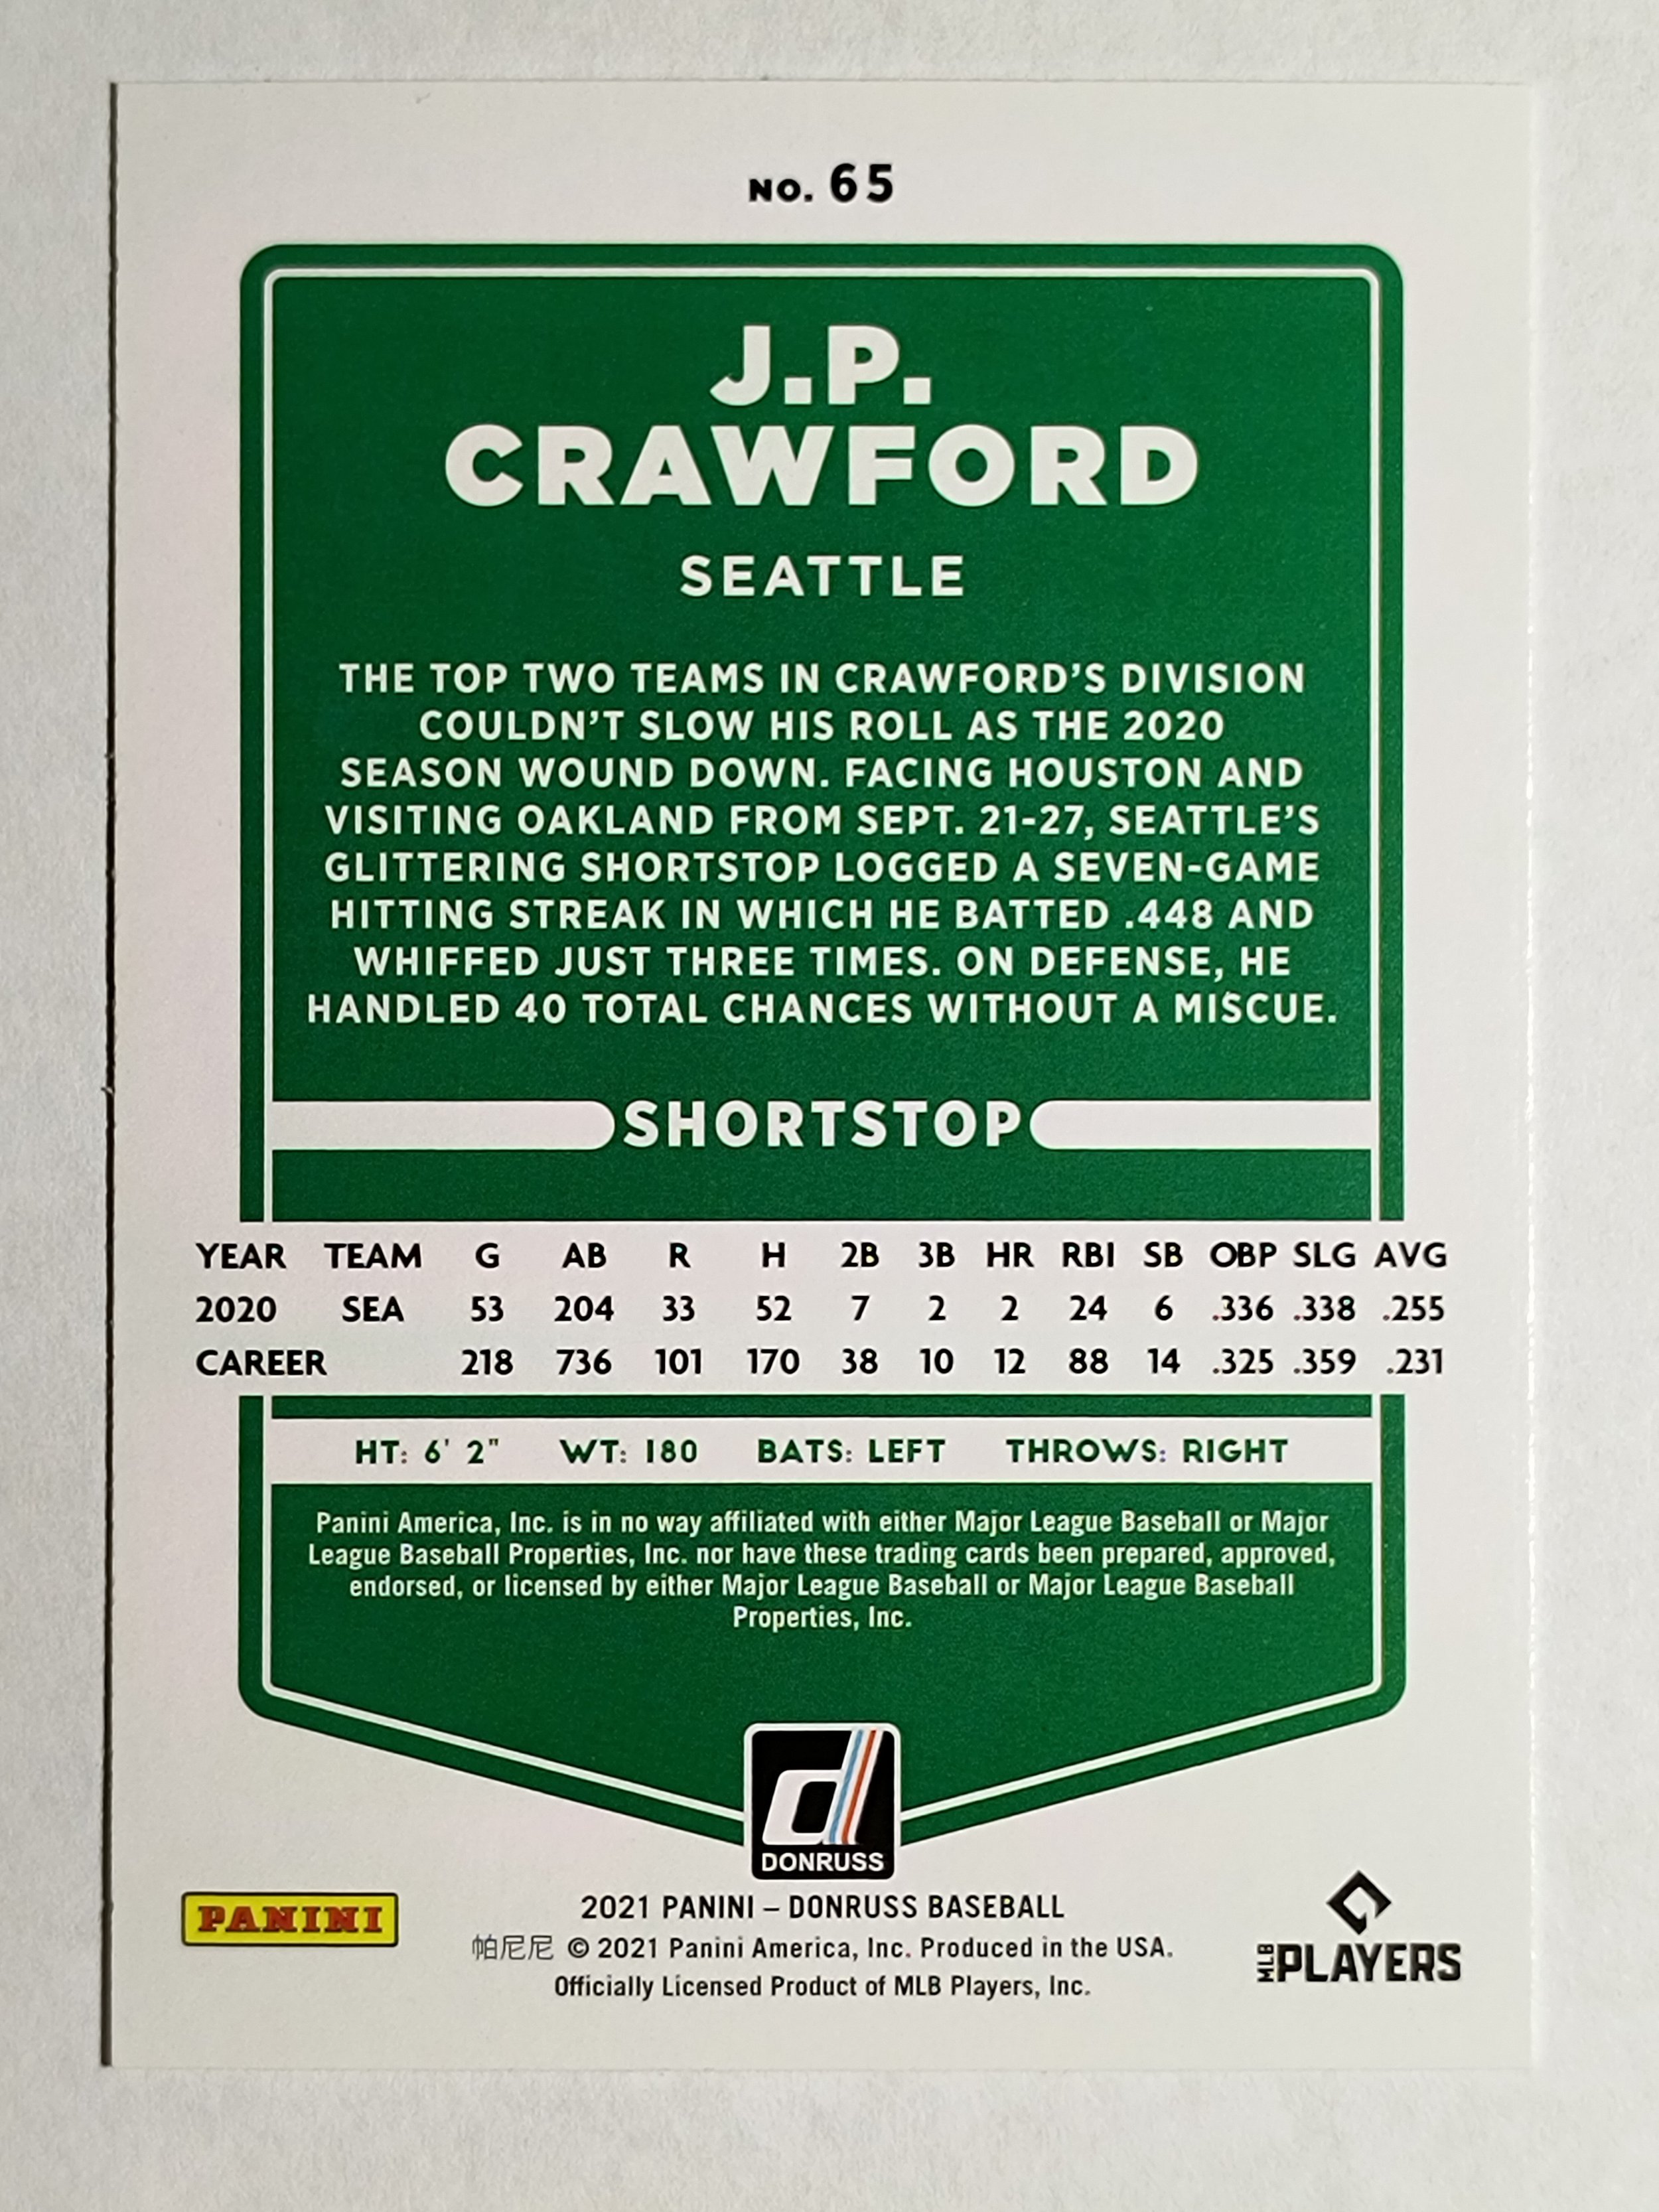 NO. 65
J.P.
CRAWFORD
SEATTLE
THE TOP TWO TEAMS IN CRAWFORD'S DIVISION
COULDN'T SLOW HIS ROLL AS THE 2020
SEASON WOUND DOWN. FACING HOUSTON AND
VISITING OAKLAND FROM SEPT. 21-27, SEATTLE'S
GLITTERING SHORTSTOP LOGGED A SEVEN-GAME
HITTING STREAK IN WHICH HE BATTED .448 AND
WHIFFED JUST THREE TIMES. ON DEFENSE, HE
HANDLED 40 TOTAL CHANCES WITHOUT A MISCUE.
SHORTSTOP
YEAR TEAM G AB R H 2B 3B HR RBI SB OBP SLG AVG
2020 SEA 53 204 33 52 7 2 2 24 6 .336 .338 .255
CAREER 218 736 101 170 38 10 12 88 14 .325 .359 .231
HT: 6' 2" WT: 180 BATS: LEFT THROWS: RIGHT
Panini America, Inc. is in no way affiliated with either Major League Baseball or Major
League Baseball Properties, Inc. nor have these trading cards been prepared, approved,
endorsed, or licensed by either Major League Baseball or Major League Baseball
Properties, Inc.
d
DONRUSS
PANINI
2021 PANINI – DONRUSS BASEBALL
帕尼尼 © 2021 Panini America, Inc. Produced in the USA.
Officially Licensed Product of MLB Players, Inc.
MLB PLAYERS